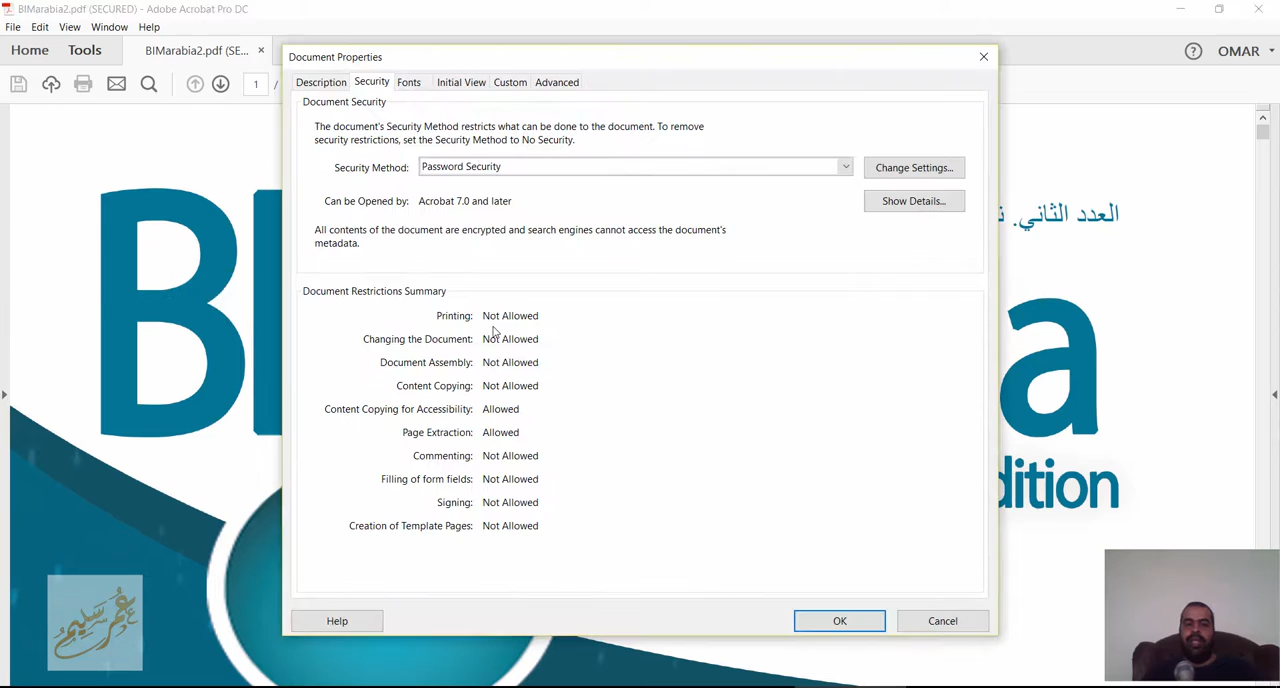 BIMarabia2.pdf (SECURED) - Adobe Acrobat Pro DC
File Edit View Window Help
Home Tools BIMarabia2.pdf (SE... × OMAR
1 /
Document Properties
Description Security Fonts Initial View Custom Advanced
Document Security
The document's Security Method restricts what can be done to the document. To remove
security restrictions, set the Security Method to No Security.
Security Method: Password Security Change Settings...
Can be Opened by: Acrobat 7.0 and later Show Details...
All contents of the document are encrypted and search engines cannot access the document's
metadata.
Document Restrictions Summary
Printing: Not Allowed
Changing the Document: Not Allowed
Document Assembly: Not Allowed
Content Copying: Not Allowed
Content Copying for Accessibility: Allowed
Page Extraction: Allowed
Commenting: Not Allowed
Filling of form fields: Not Allowed
Signing: Not Allowed
Creation of Template Pages: Not Allowed
Help OK Cancel
العدد الثاني.
B
a
dition
عمر سليم